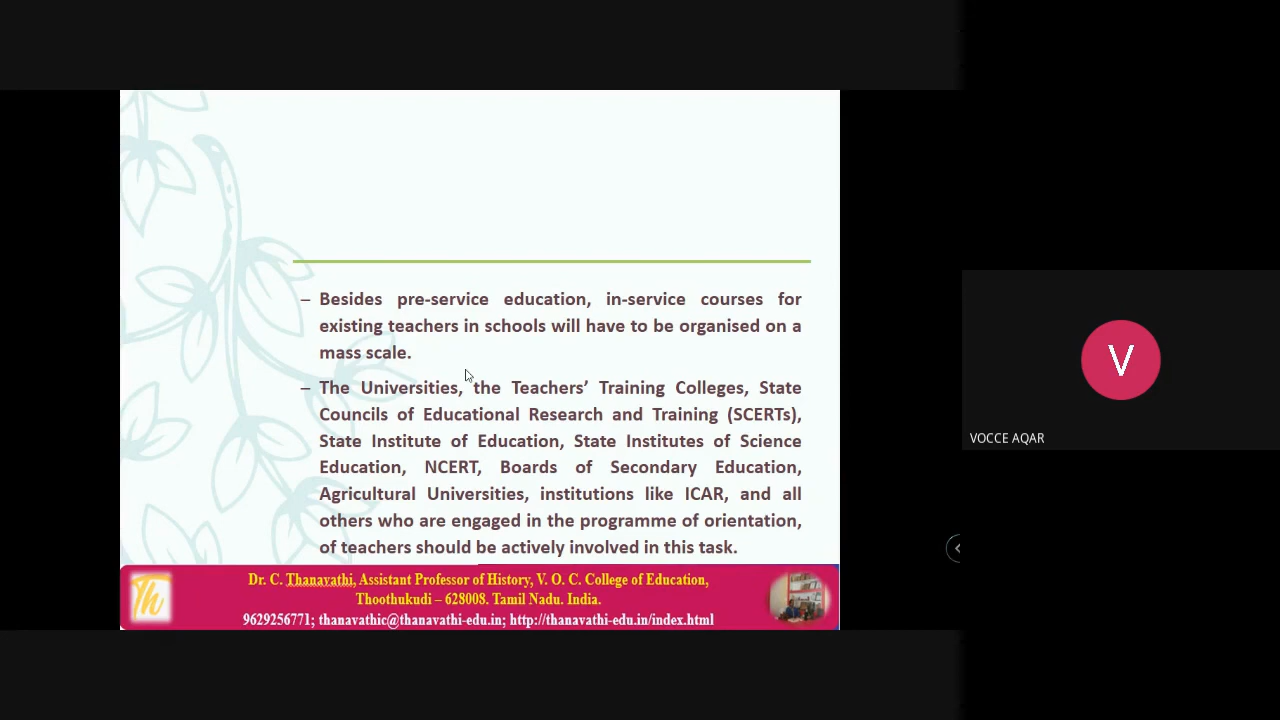 – Besides pre-service education, in-service courses for
existing teachers in schools will have to be organised on a
mass scale.
– The Universities, the Teachers’ Training Colleges, State
Councils of Educational Research and Training (SCERTs),
State Institute of Education, State Institutes of Science
Education, NCERT, Boards of Secondary Education,
Agricultural Universities, institutions like ICAR, and all
others who are engaged in the programme of orientation,
of teachers should be actively involved in this task.
Th
Dr. C. Thanavathi, Assistant Professor of History, V. O. C. College of Education,
Thoothukudi – 628008. Tamil Nadu. India.
9629256771; thanavathic@thanavathi-edu.in; http://thanavathi-edu.in/index.html
V
VOCCE AQAR